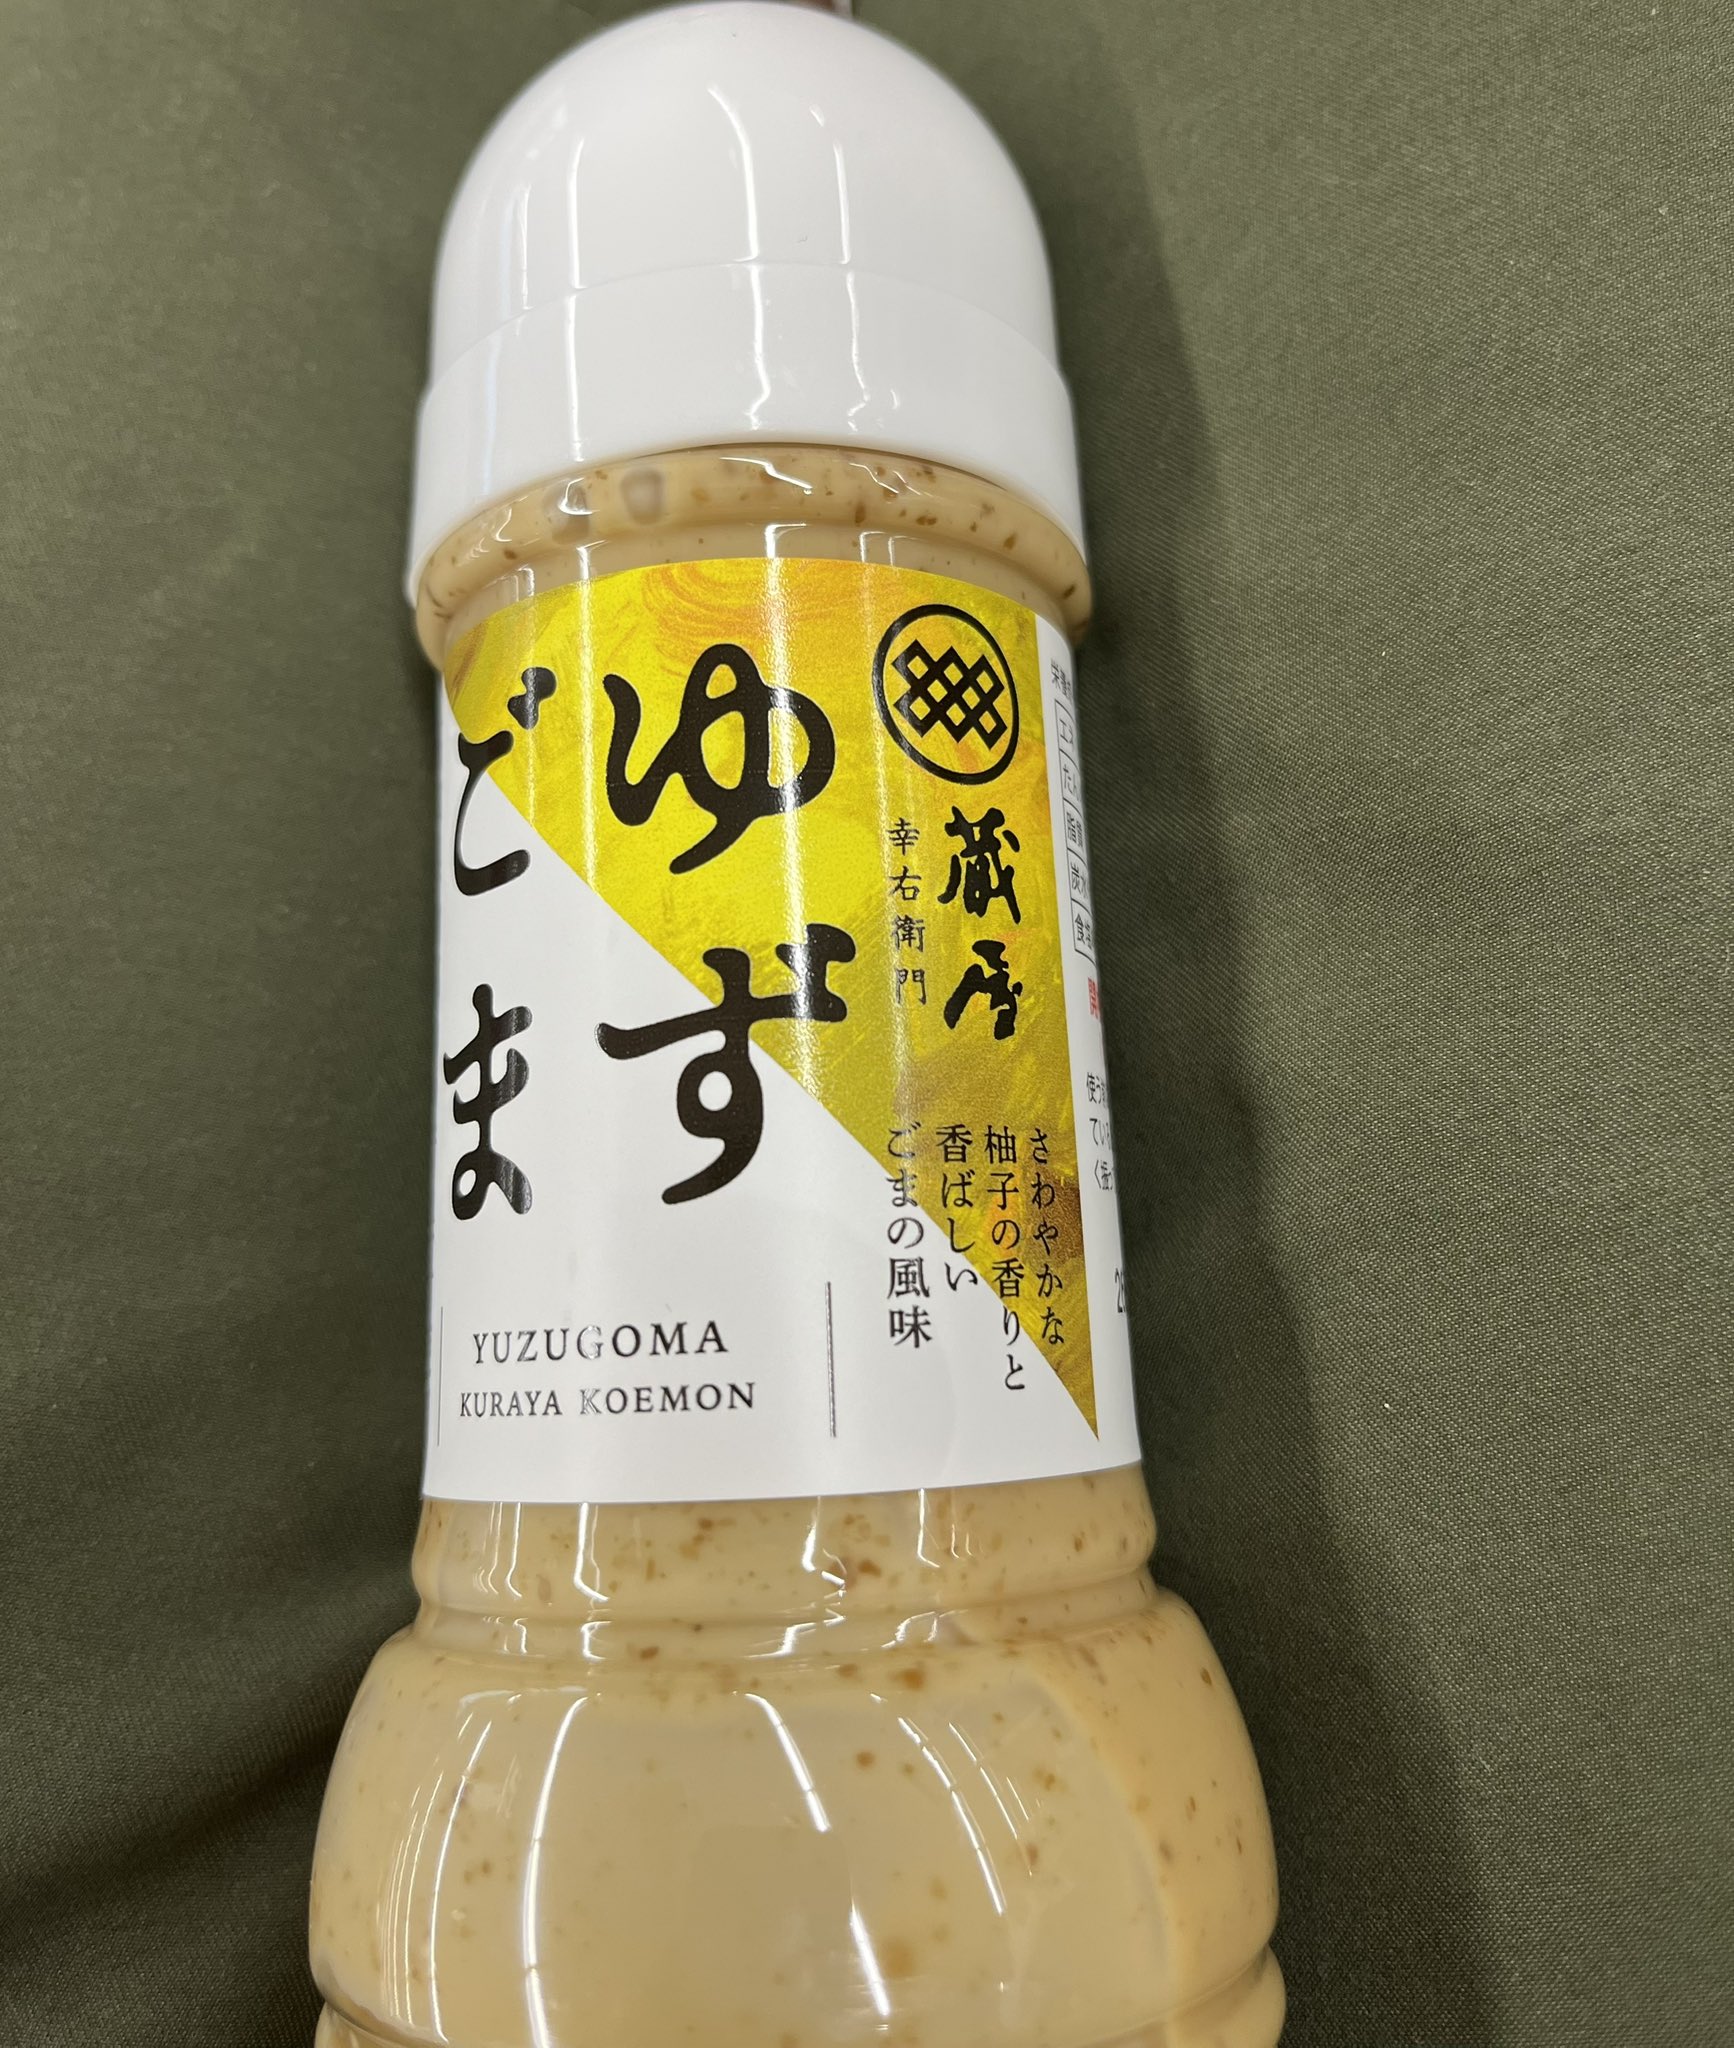 ゆず
ごま
蔵屋
幸右衛門
さわやかな
柚子の香りと
香ばしい
ごまの風味
YUZUGOMA
KURAYA KOEMON